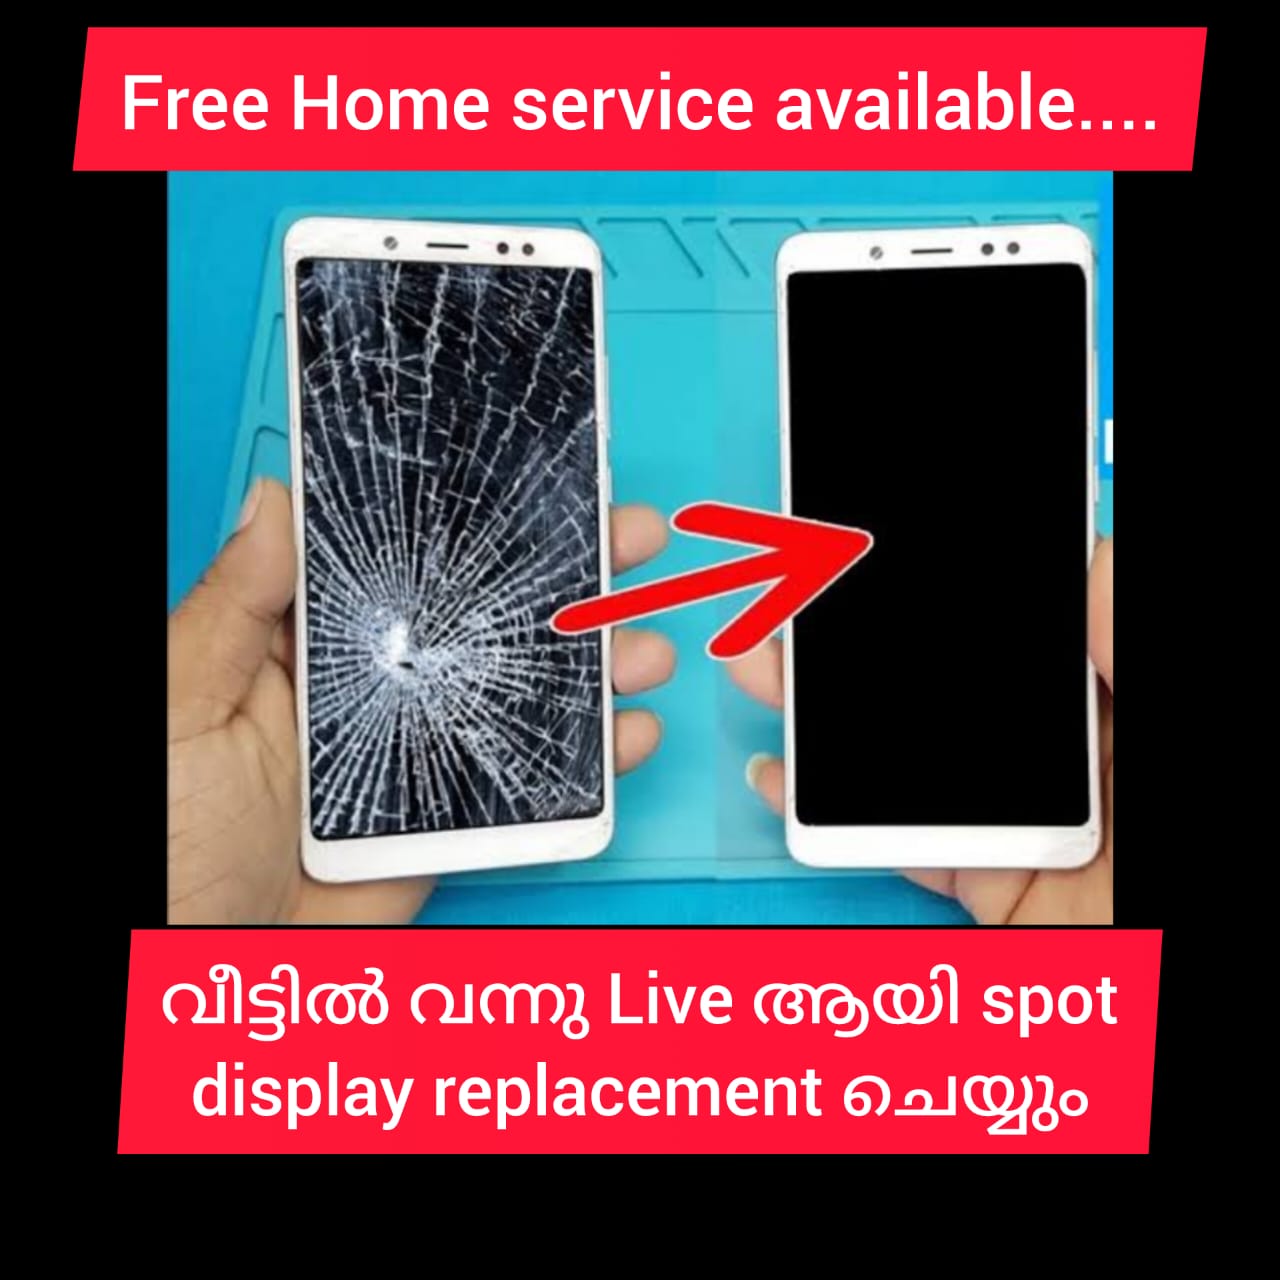 Free Home service available....
വീട്ടിൽ വന്നു Live ആയി spot
display replacement ചെയ്യും